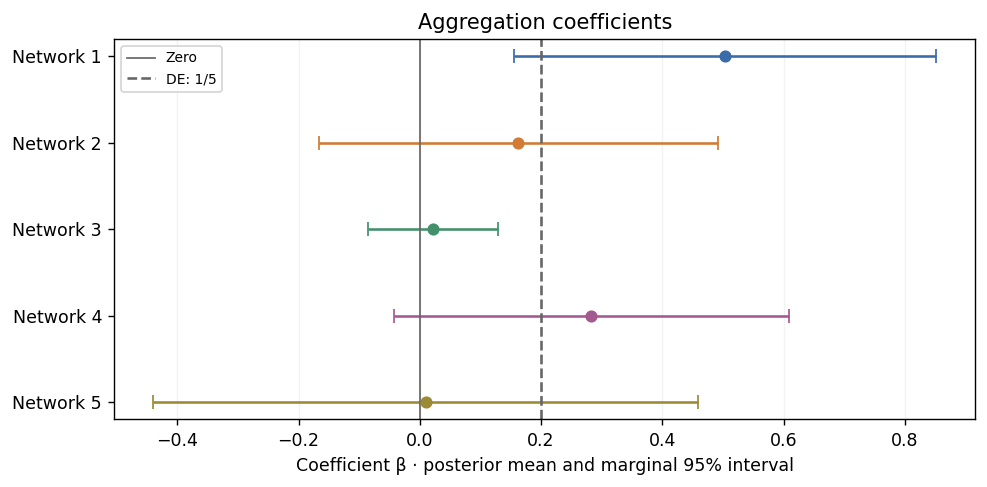 Aggregation coefficients
Zero
DE: 1/5
Network 1
Network 2
Network 3
Network 4
Network 5
−0.4 −0.2 0.0 0.2 0.4 0.6 0.8
Coefficient β · posterior mean and marginal 95% interval